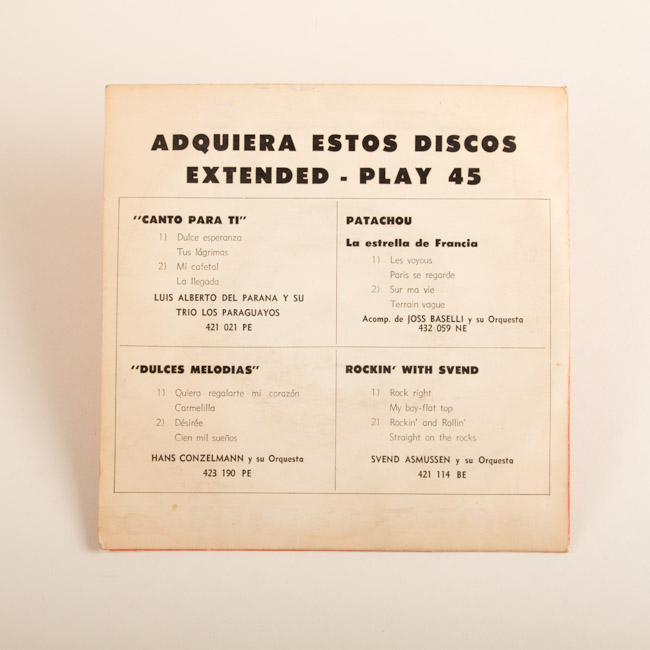 ADQUIERA ESTOS DISCOS
EXTENDED - PLAY 45
"CANTO PARA TI"
1) Dulce esperanza
Tus lágrimas
2) Mi cafetal
La llegada
LUIS ALBERTO DEL PARANA Y SU
TRIO LOS PARAGUAYOS
421 021 PE
PATACHOU
La estrella de Francia
1) Les voyous
Paris se regarde
2) Sur ma vie
Terrain vague
Acomp. de JOSS BASELLI y su Orquesta
432 059 NE
"DULCES MELODIAS"
1) Quiero regalarte mi corazón
Carmelilla
2) Désirée
Cien mil sueños
HANS CONZELMANN y su Orquesta
423 190 PE
ROCKIN' WITH SVEND
1) Rock right
My boy-flat top
2) Rockin' and Rollin'
Straight on the rocks
SVEND ASMUSSEN y su Orquesta
421 114 BE